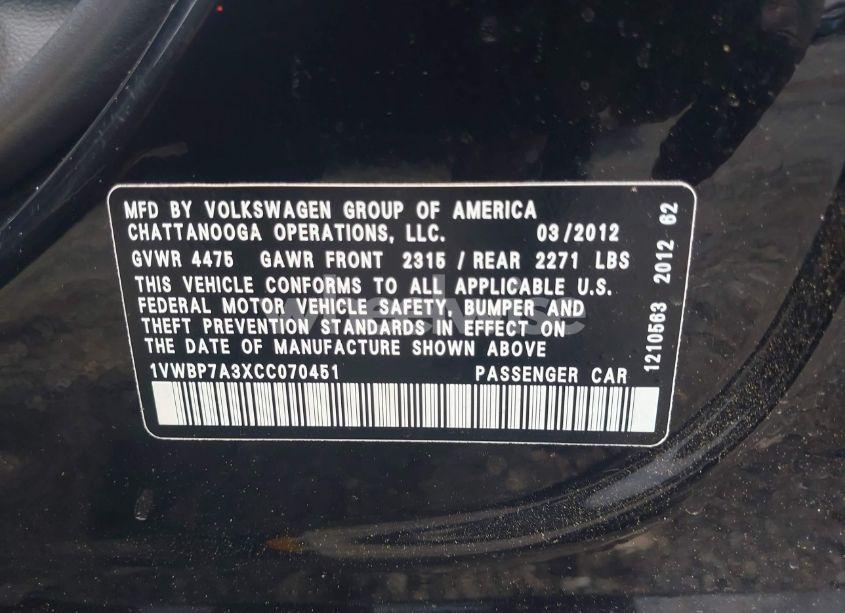 MFD BY VOLKSWAGEN GROUP OF AMERICA
CHATTANOOGA OPERATIONS, LLC. 03/2012
GVWR 4475 GAWR FRONT 2315 / REAR 2271 LBS
THIS VEHICLE CONFORMS TO ALL APPLICABLE U.S.
FEDERAL MOTOR VEHICLE SAFETY, BUMPER AND
THEFT PREVENTION STANDARDS IN EFFECT ON
THE DATE OF MANUFACTURE SHOWN ABOVE
1VWBP7A3XCC070451 PASSENGER CAR
1210563 2012 62